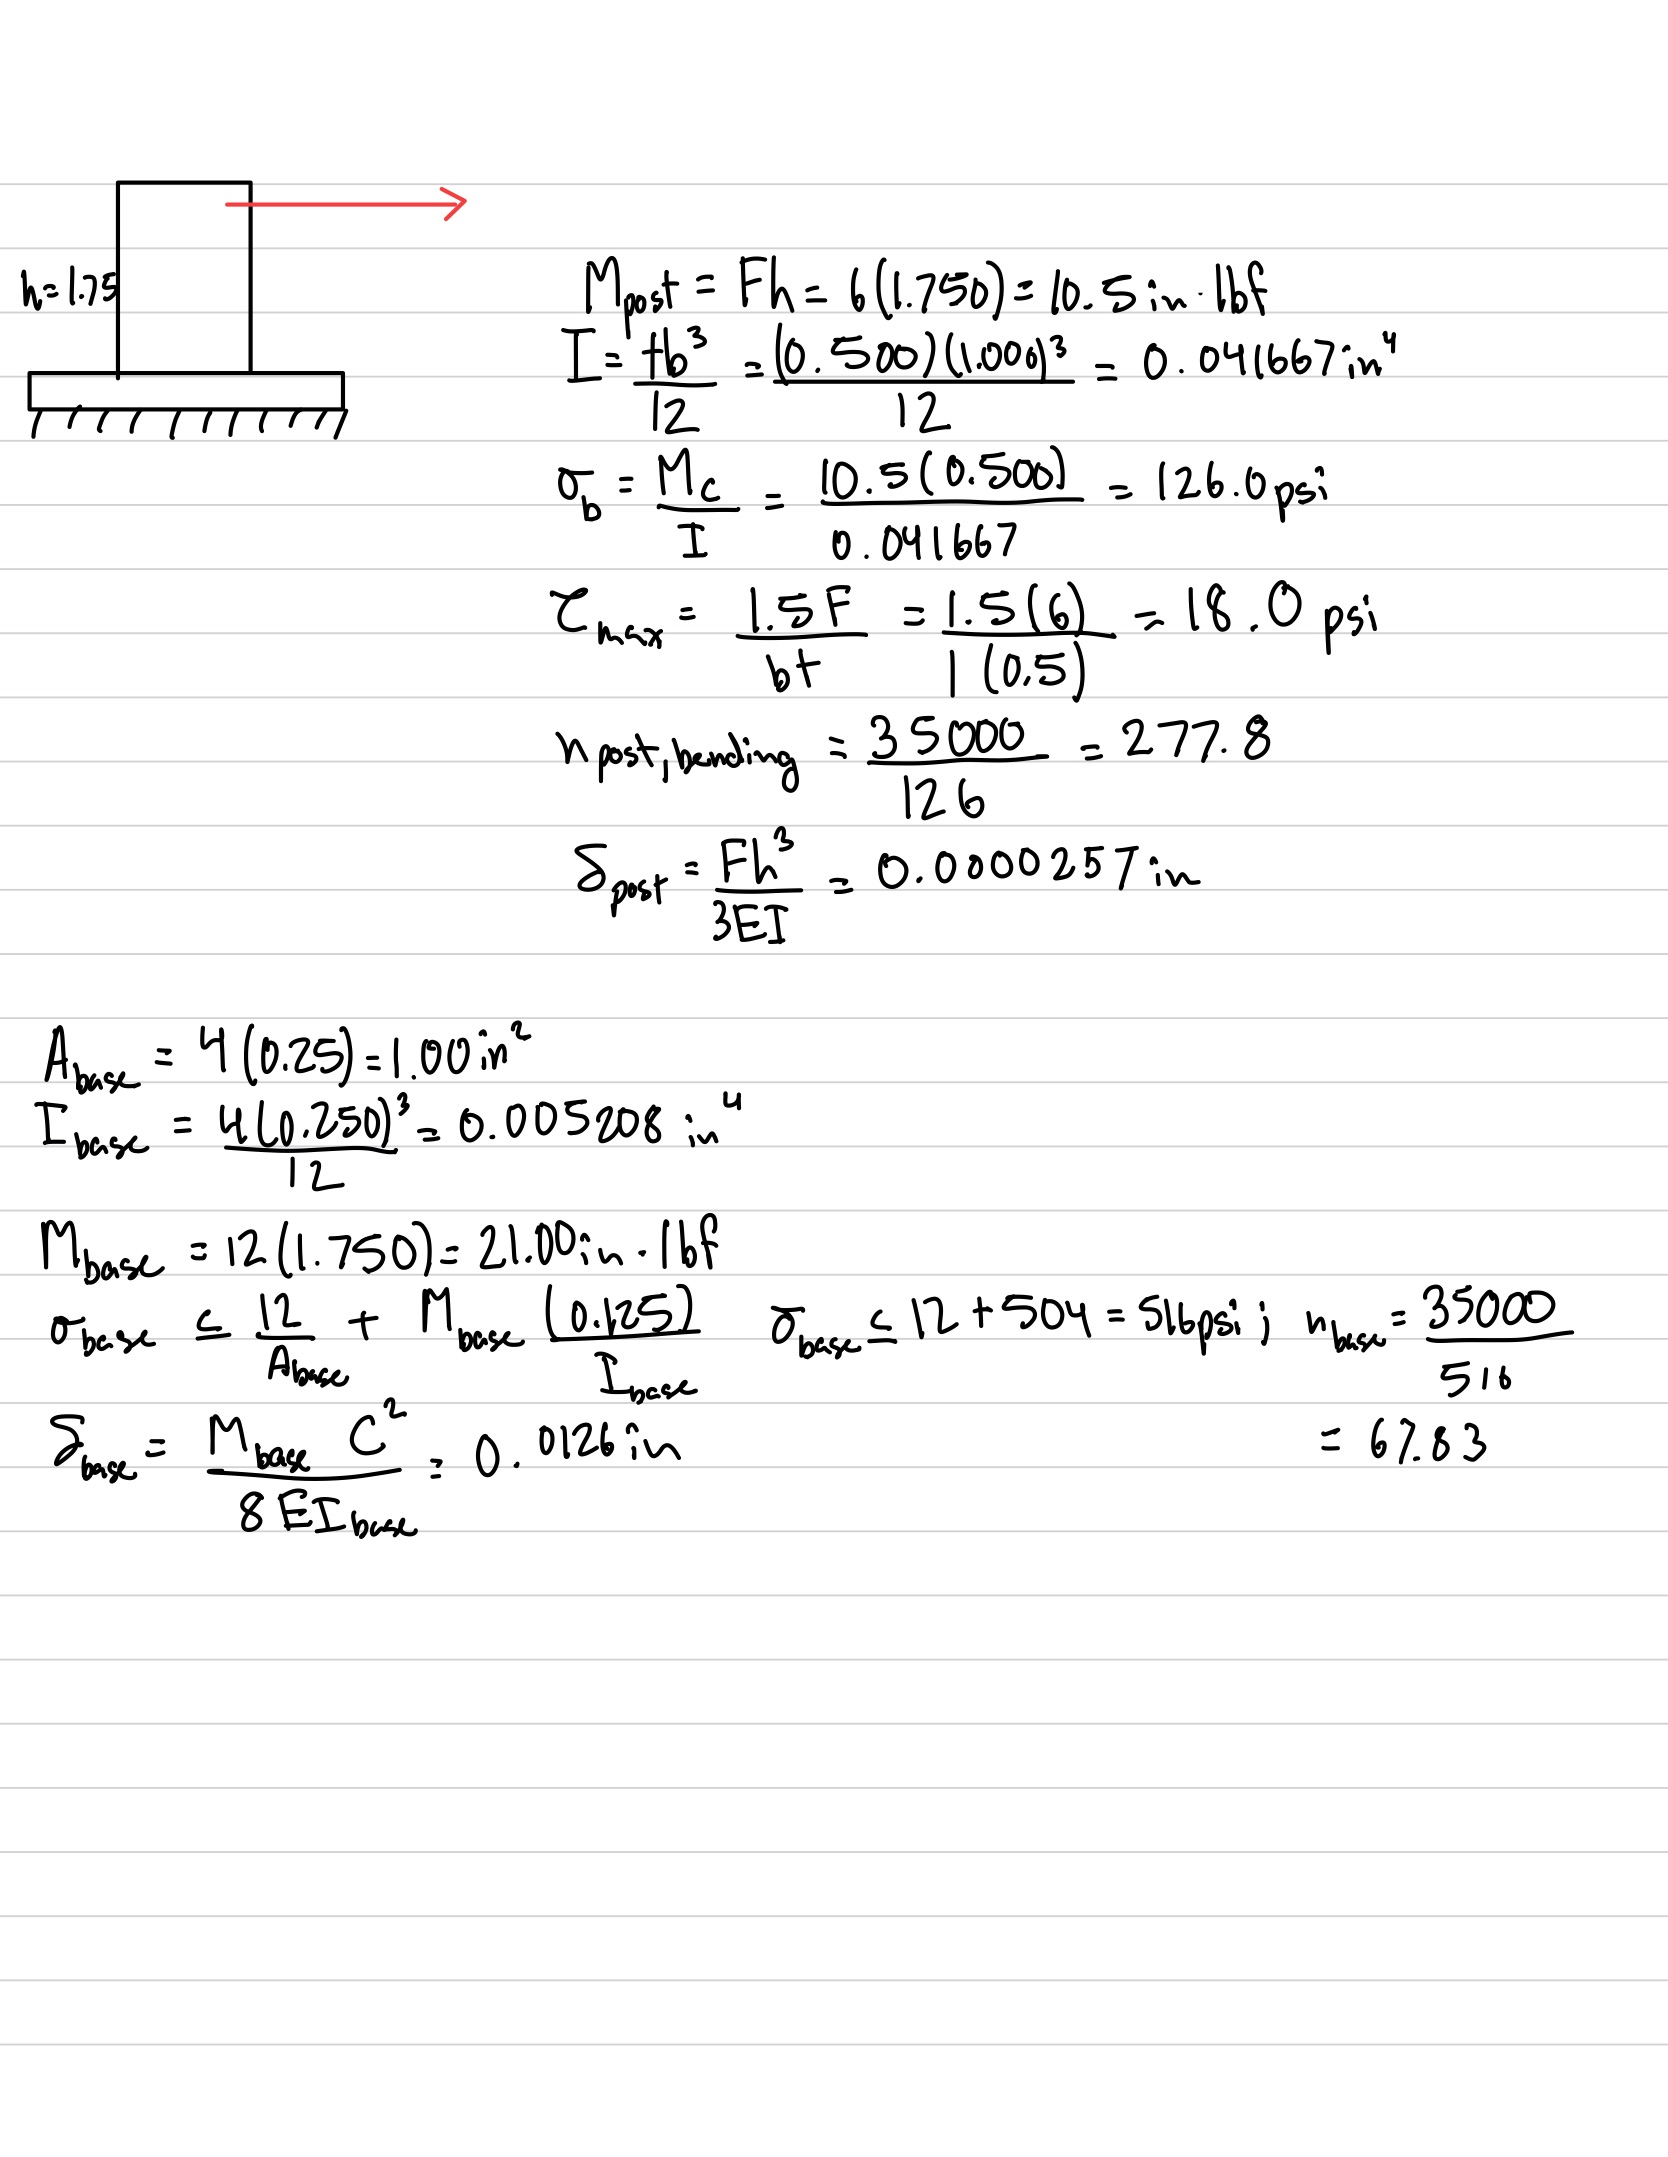 h=1.75
M_post = Fh = 6(1.750) = 10.5 in·lbf
I = tb³/12 = (0.500)(1.000)³/12 = 0.041667 in⁴
σ_b = Mc/I = 10.5(0.500)/0.041667 = 126.0 psi
τ_max = 1.5F/bt = 1.5(6)/1(0.5) = 18.0 psi
n_post,bending = 35000/126 = 277.8
δ_post = Fh³/3EI = 0.0000257 in
A_base = 4(0.25) = 1.00 in²
I_base = 4(0.250)³/12 = 0.005208 in⁴
M_base = 12(1.750) = 21.00 in·lbf
σ_base ≤ 12/A_base + M_base (0.125)/I_base σ_base ≤ 12 + 504 = 516 psi ; n_base = 35000/516
δ_base = M_base C²/8EI_base = 0.0126 in = 67.83